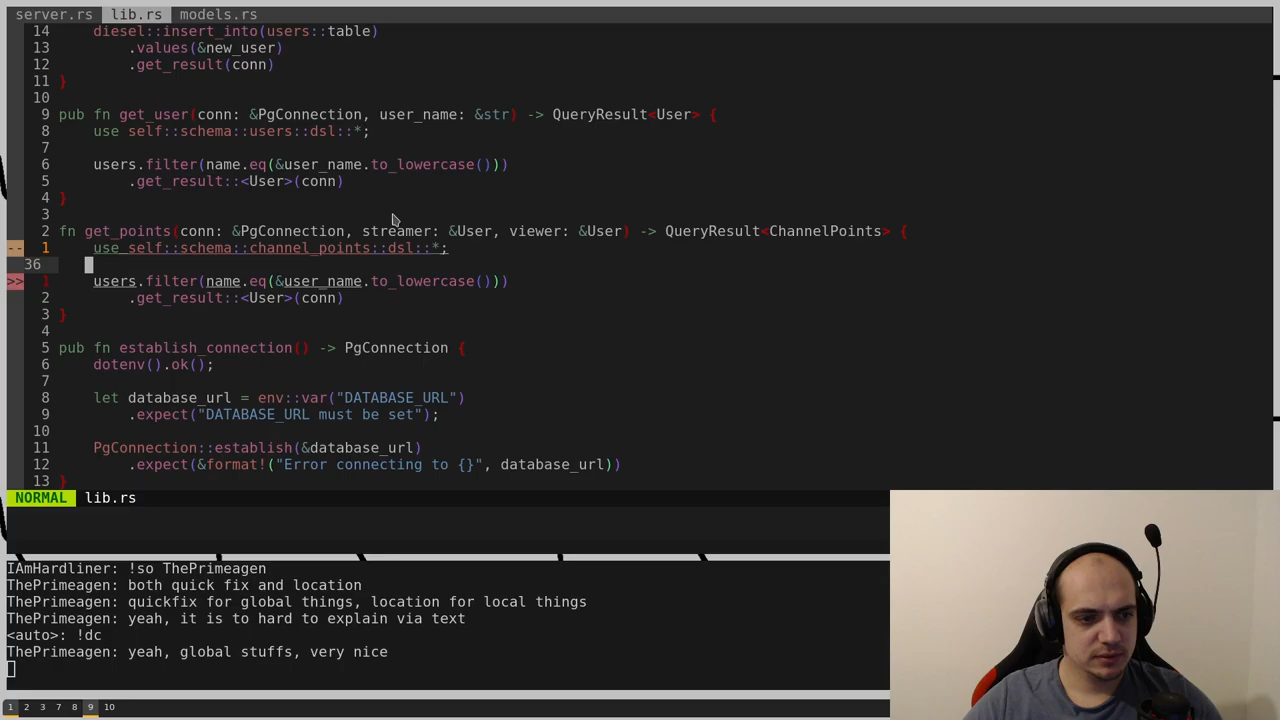 server.rs lib.rs models.rs
14 diesel::insert_into(users::table)
13 .values(&new_user)
12 .get_result(conn)
11 }
10
9 pub fn get_user(conn: &PgConnection, user_name: &str) -> QueryResult<User> {
8 use self::schema::users::dsl::*;
7
6 users.filter(name.eq(&user_name.to_lowercase()))
5 .get_result::<User>(conn)
4 }
3
2 fn get_points(conn: &PgConnection, streamer: &User, viewer: &User) -> QueryResult<ChannelPoints> {
-- 1 use self::schema::channel_points::dsl::*;
36
>> 1 users.filter(name.eq(&user_name.to_lowercase()))
2 .get_result::<User>(conn)
3 }
4
5 pub fn establish_connection() -> PgConnection {
6 dotenv().ok();
7
8 let database_url = env::var("DATABASE_URL")
9 .expect("DATABASE_URL must be set");
10
11 PgConnection::establish(&database_url)
12 .expect(&format!("Error connecting to {}", database_url))
13 }
NORMAL lib.rs
IAmHardliner: !so ThePrimeagen
ThePrimeagen: both quick fix and location
ThePrimeagen: quickfix for global things, location for local things
ThePrimeagen: yeah, it is to hard to explain via text
<auto>: !dc
ThePrimeagen: yeah, global stuffs, very nice
1 2 3 7 8 9 10